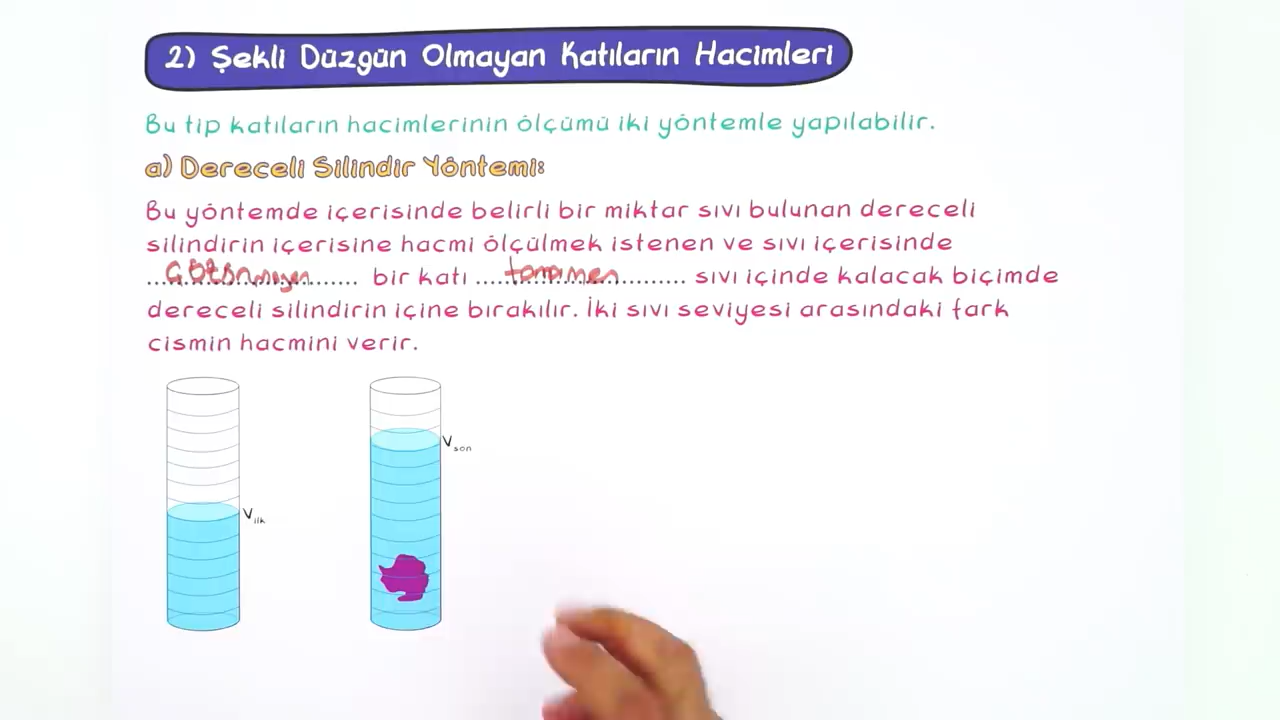 2) Şekli Düzgün Olmayan Katıların Hacimleri
Bu tip katıların hacimlerinin ölçümü iki yöntemle yapılabilir.
a) Dereceli Silindir Yöntemi:
Bu yöntemde içerisinde belirli bir miktar sıvı bulunan dereceli
silindirin içerisine hacmi ölçülmek istenen ve sıvı içerisinde
çözünmeyen bir katı tamamen sıvı içinde kalacak biçimde
dereceli silindirin içine bırakılır. İki sıvı seviyesi arasındaki fark
cismin hacmini verir.
V son
V ilk